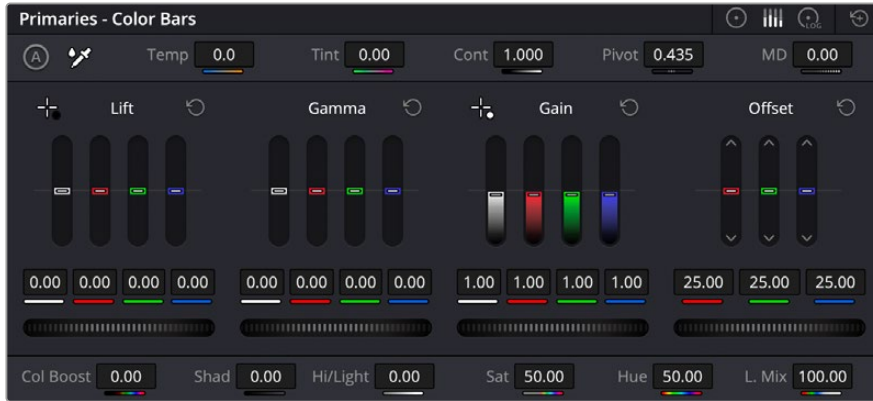 Primaries - Color Bars
LOG
A Temp 0.0 Tint 0.00 Cont 1.000 Pivot 0.435 MD 0.00
Lift Gamma Gain Offset
0.00 0.00 0.00 0.00 0.00 0.00 0.00 0.00 1.00 1.00 1.00 1.00 25.00 25.00 25.00
Col Boost 0.00 Shad 0.00 Hi/Light 0.00 Sat 50.00 Hue 50.00 L. Mix 100.00